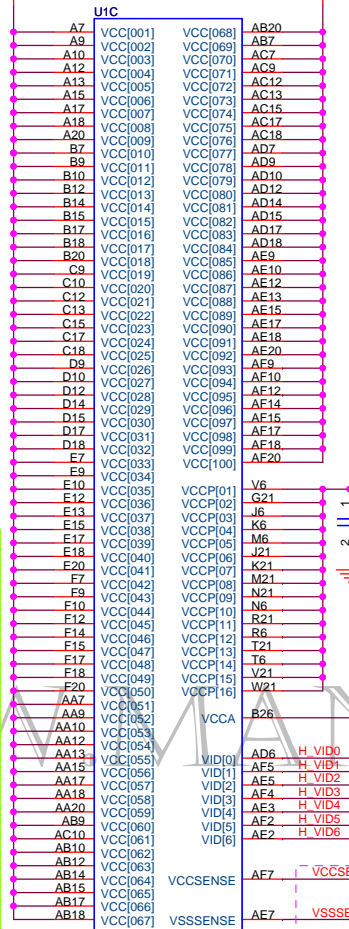 U1C
A7 VCC[001] VCC[068] AB20
A9 VCC[002] VCC[069] AB7
A10 VCC[003] VCC[070] AC7
A12 VCC[004] VCC[071] AC9
A13 VCC[005] VCC[072] AC12
A15 VCC[006] VCC[073] AC13
A17 VCC[007] VCC[074] AC15
A18 VCC[008] VCC[075] AC17
A20 VCC[009] VCC[076] AC18
B7 VCC[010] VCC[077] AD7
B9 VCC[011] VCC[078] AD9
B10 VCC[012] VCC[079] AD10
B12 VCC[013] VCC[080] AD12
B14 VCC[014] VCC[081] AD14
B15 VCC[015] VCC[082] AD15
B17 VCC[016] VCC[083] AD17
B18 VCC[017] VCC[084] AD18
B20 VCC[018] VCC[085] AE9
C9 VCC[019] VCC[086] AE10
C10 VCC[020] VCC[087] AE12
C12 VCC[021] VCC[088] AE13
C13 VCC[022] VCC[089] AE15
C15 VCC[023] VCC[090] AE17
C17 VCC[024] VCC[091] AE18
C18 VCC[025] VCC[092] AE20
D9 VCC[026] VCC[093] AF9
D10 VCC[027] VCC[094] AF10
D12 VCC[028] VCC[095] AF12
D14 VCC[029] VCC[096] AF14
D15 VCC[030] VCC[097] AF15
D17 VCC[031] VCC[098] AF17
D18 VCC[032] VCC[099] AF18
E7 VCC[033] VCC[100] AF20
E9 VCC[034]
E10 VCC[035] VCCP[01] V6
E12 VCC[036] VCCP[02] G21
E13 VCC[037] VCCP[03] J6
E15 VCC[038] VCCP[04] K6
E17 VCC[039] VCCP[05] M6
E18 VCC[040] VCCP[06] J21
E20 VCC[041] VCCP[07] K21
F7 VCC[042] VCCP[08] M21
F9 VCC[043] VCCP[09] N21
F10 VCC[044] VCCP[10] N6
F12 VCC[045] VCCP[11] R21
F14 VCC[046] VCCP[12] R6
F15 VCC[047] VCCP[13] T21
F17 VCC[048] VCCP[14] T6
F18 VCC[049] VCCP[15] V21
F20 VCC[050] VCCP[16] W21
AA7 VCC[051]
AA9 VCC[052] VCCA B26
AA10 VCC[053]
AA12 VCC[054]
AA13 VCC[055] VID[0] AD6 H_VID0
AA15 VCC[056] VID[1] AF5 H_VID1
AA17 VCC[057] VID[2] AE5 H_VID2
AA18 VCC[058] VID[3] AF4 H_VID3
AA20 VCC[059] VID[4] AE3 H_VID4
AB9 VCC[060] VID[5] AF2 H_VID5
AC10 VCC[061] VID[6] AE2 H_VID6
AB10 VCC[062]
AB12 VCC[063]
AB14 VCC[064] VCCSENSE AF7 VCCSE
AB15 VCC[065]
AB17 VCC[066]
AB18 VCC[067] VSSSENSE AE7 VSSSE
1
2
W.MAN